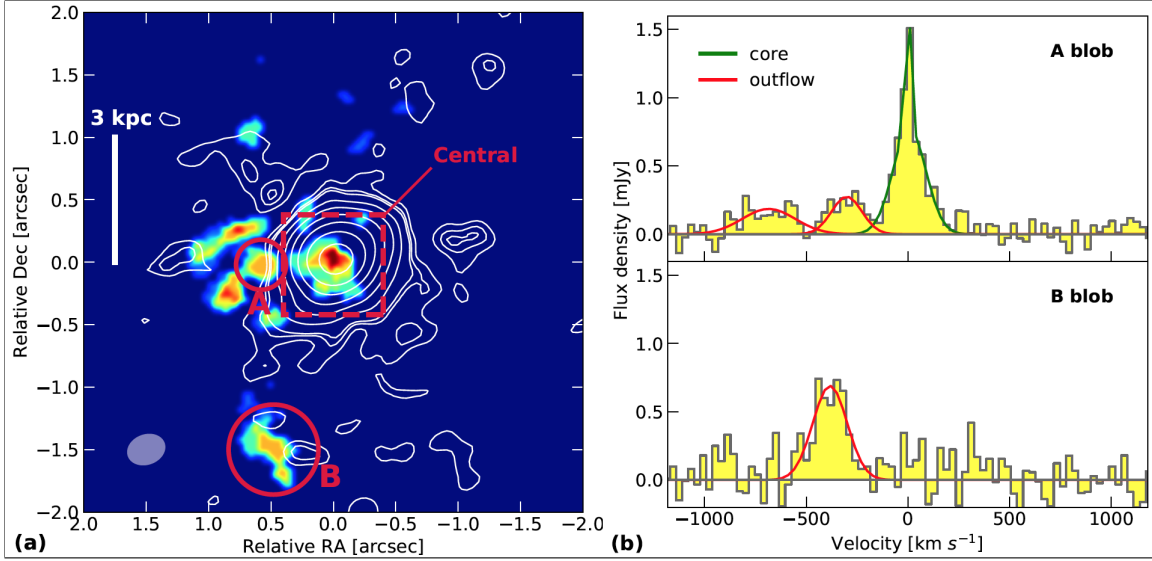 2.0
1.5
1.0
0.5
0.0
−0.5
−1.0
−1.5
−2.0
Relative Dec [arcsec]
3 kpc
Central
A
B
2.0 1.5 1.0 0.5 0.0 −0.5 −1.0 −1.5 −2.0
Relative RA [arcsec]
(a)
1.5
1.0
0.5
0.0
core
outflow
A blob
1.5
1.0
0.5
0.0
B blob
Flux density [mJy]
−1000 −500 0 500 1000
Velocity [km s⁻¹]
(b)